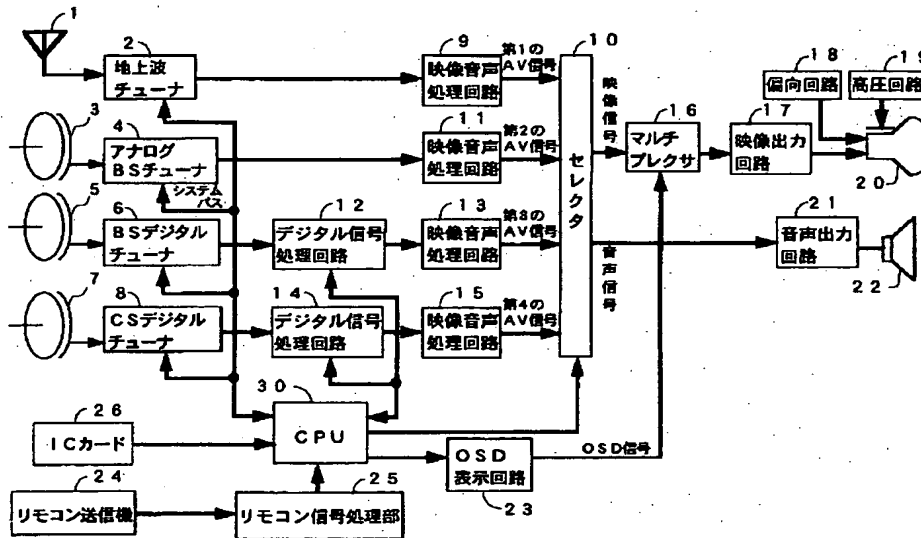 1
2
地上波
チューナ
3
4
アナログ
BSチューナ
システム
バス
5
6
BSデジタル
チューナ
7
8
CSデジタル
チューナ
9
映像音声
処理回路
第1の
AV信号
11
映像音声
処理回路
第2の
AV信号
12
デジタル信号
処理回路
13
映像音声
処理回路
第3の
AV信号
14
デジタル信号
処理回路
15
映像音声
処理回路
第4の
AV信号
10
セレクタ
映像信号
音声信号
16
マルチ
プレクサ
17
映像出力
回路
18
偏向回路
19
高圧回路
20
21
音声出力
回路
22
30
CPU
26
ICカード
24
リモコン送信機
25
リモコン信号処理部
OSD
表示回路
23
OSD信号